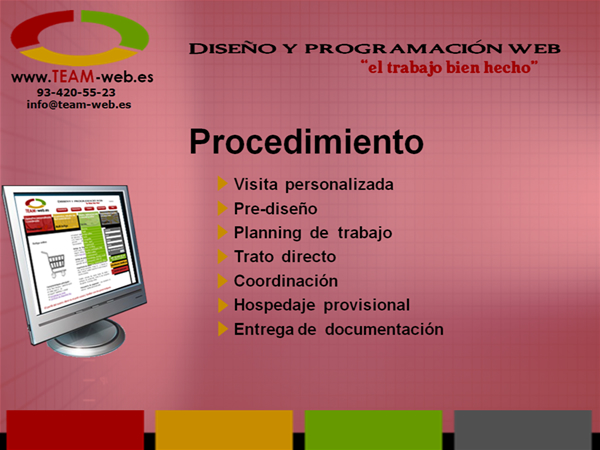 www.TEAM-web.es
93-420-55-23
info@team-web.es
DISEÑO Y PROGRAMACIÓN WEB
"el trabajo bien hecho"
Procedimiento
Visita personalizada
Pre-diseño
Planning de trabajo
Trato directo
Coordinación
Hospedaje provisional
Entrega de documentación